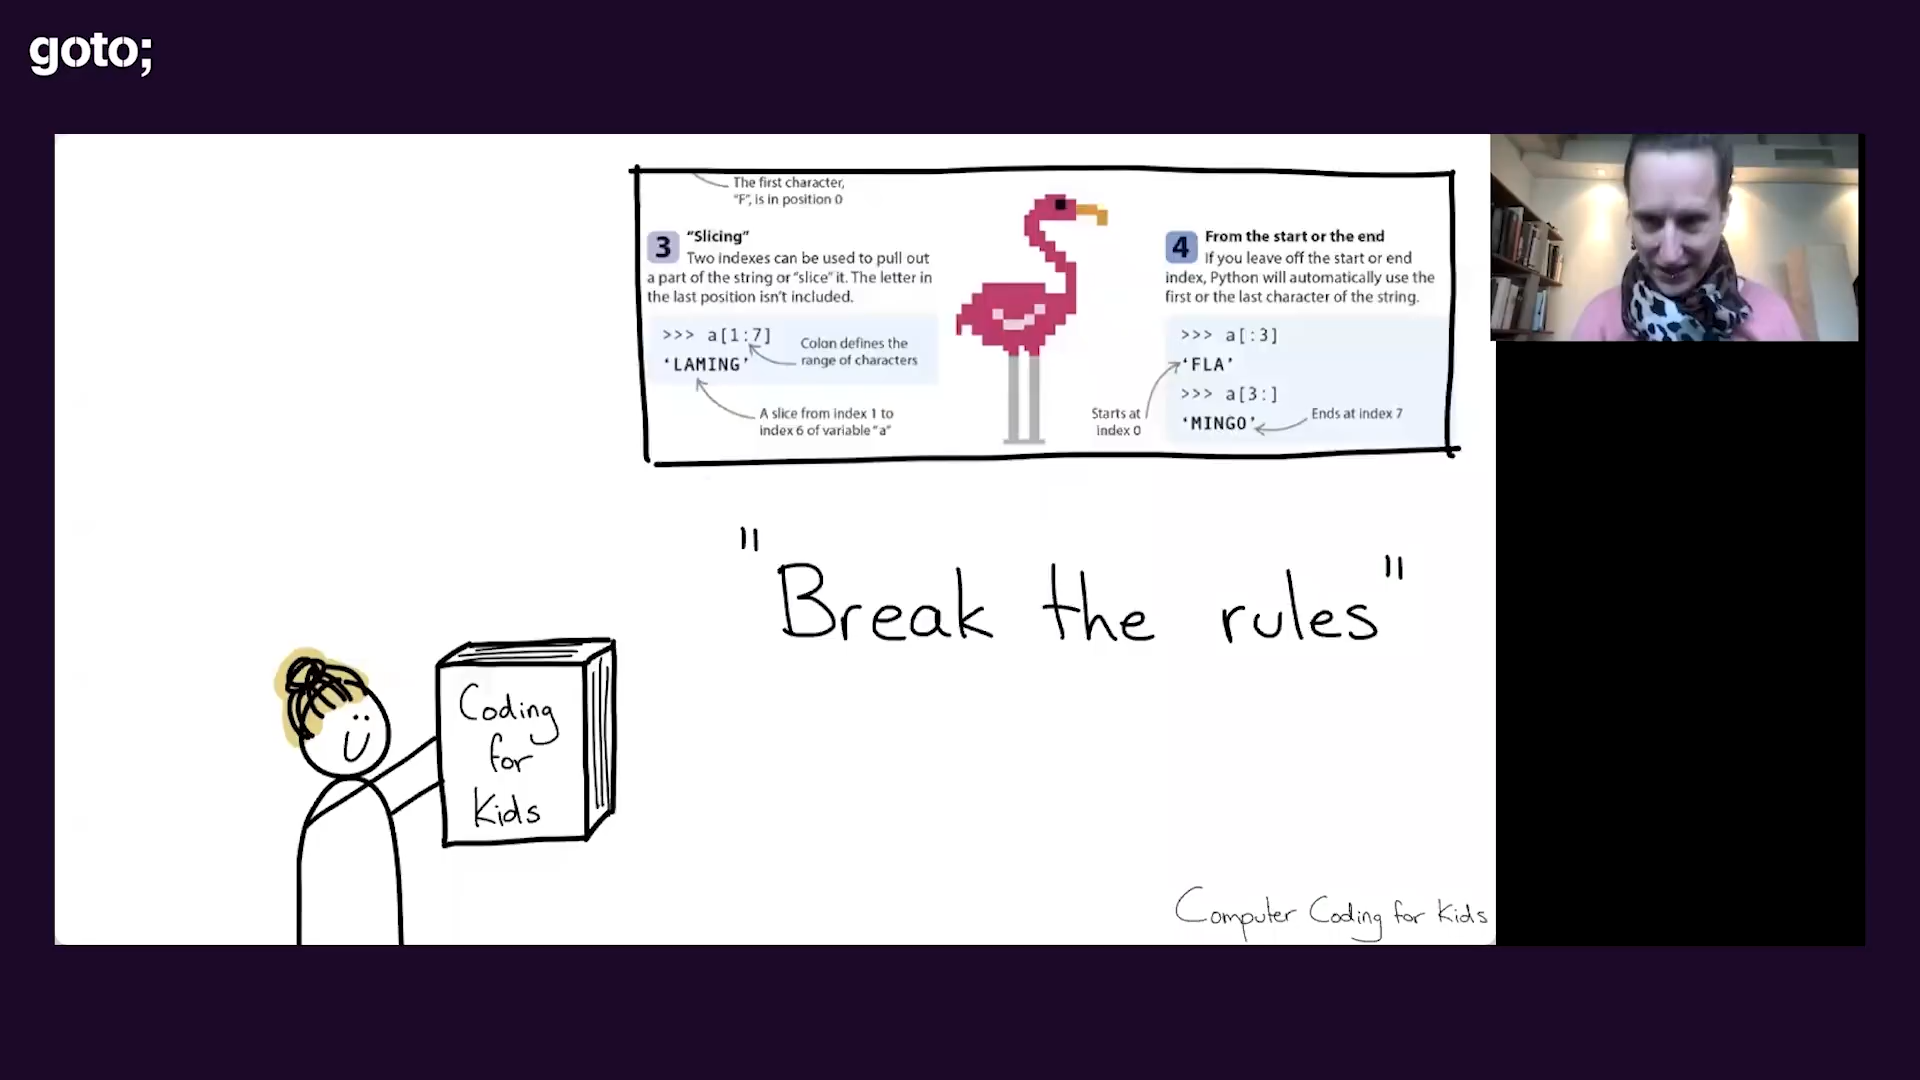 goto;
The first character,
"F", is in position 0
3 "Slicing"
Two indexes can be used to pull out
a part of the string or "slice" it. The letter in
the last position isn't included.
>>> a[1:7]
'LAMING'
Colon defines the
range of characters
A slice from index 1 to
index 6 of variable "a"
4 From the start or the end
If you leave off the start or end
index, Python will automatically use the
first or the last character of the string.
>>> a[:3]
'FLA'
>>> a[3:]
'MINGO'
Starts at
index 0
Ends at index 7
"Break the rules"
Coding
for
Kids
Computer Coding for Kids